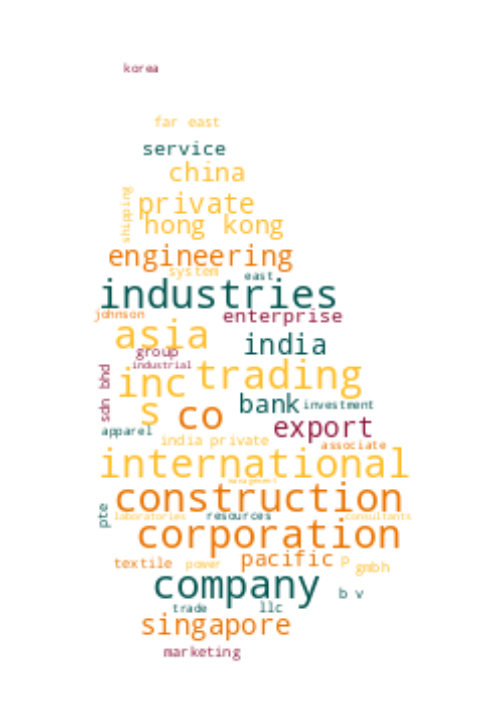 korea
far east
service
china
shipping
private
hong kong
engineering
system
east
industries
johnson
enterprise
asia
india
group
industrial
inc
trading
sdn bhd
s
co
bank
investment
export
apparel
india private
associate
international
management
construction
pte
laboratories
resources
consultants
corporation
textile
power
pacific
p
gmbh
company
b v
trade
llc
singapore
marketing